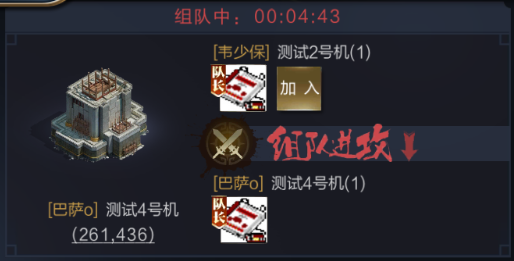 组队中：00:04:43
[韦少保] 测试2号机(1)
队长
加入
组队进攻
[巴萨o] 测试4号机(1)
队长
[巴萨o] 测试4号机
(261,436)